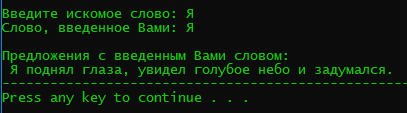 Введите искомое слово: Я
Слово, введенное Вами: Я
Предложения с введенным Вами словом:
Я поднял глаза, увидел голубое небо и задумался.
--------------------------------------------------
Press any key to continue . . .